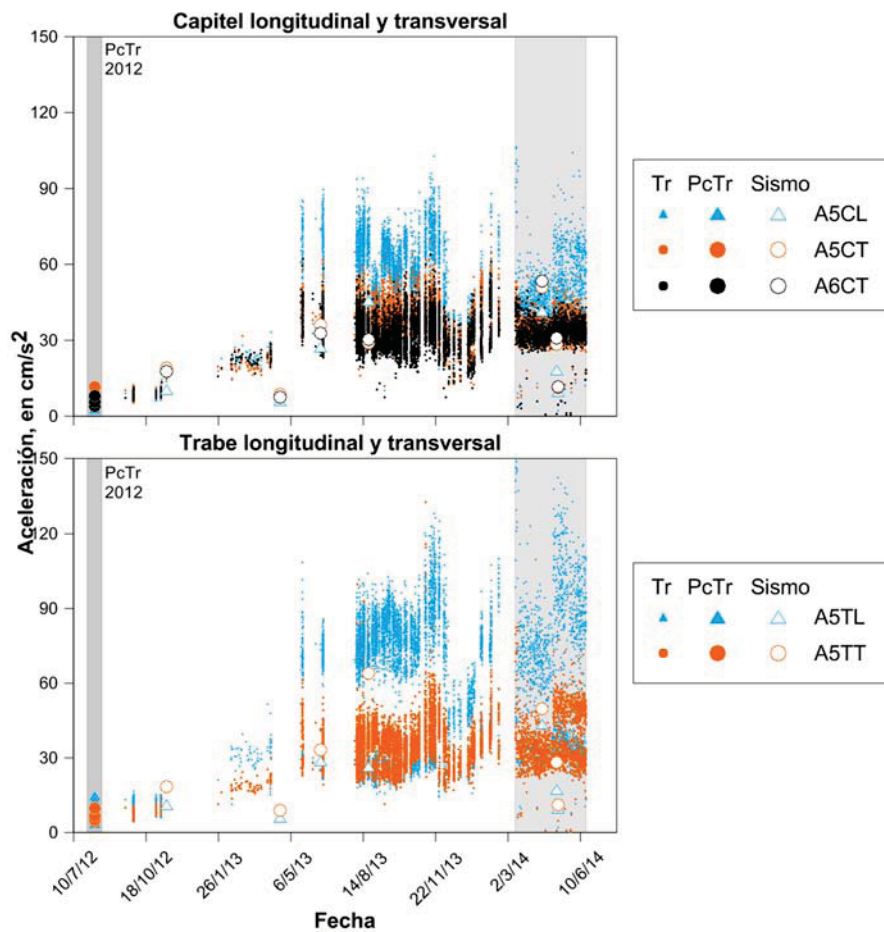 Capitel longitudinal y transversal
150
120
90
60
30
0
PcTr
2012
Tr PcTr Sismo
A5CL
A5CT
A6CT
Aceleración, en cm/s²
Trabe longitudinal y transversal
150
120
90
60
30
0
PcTr
2012
Tr PcTr Sismo
A5TL
A5TT
10/7/12 18/10/12 26/1/13 6/5/13 14/8/13 22/11/13 2/3/14 10/6/14
Fecha